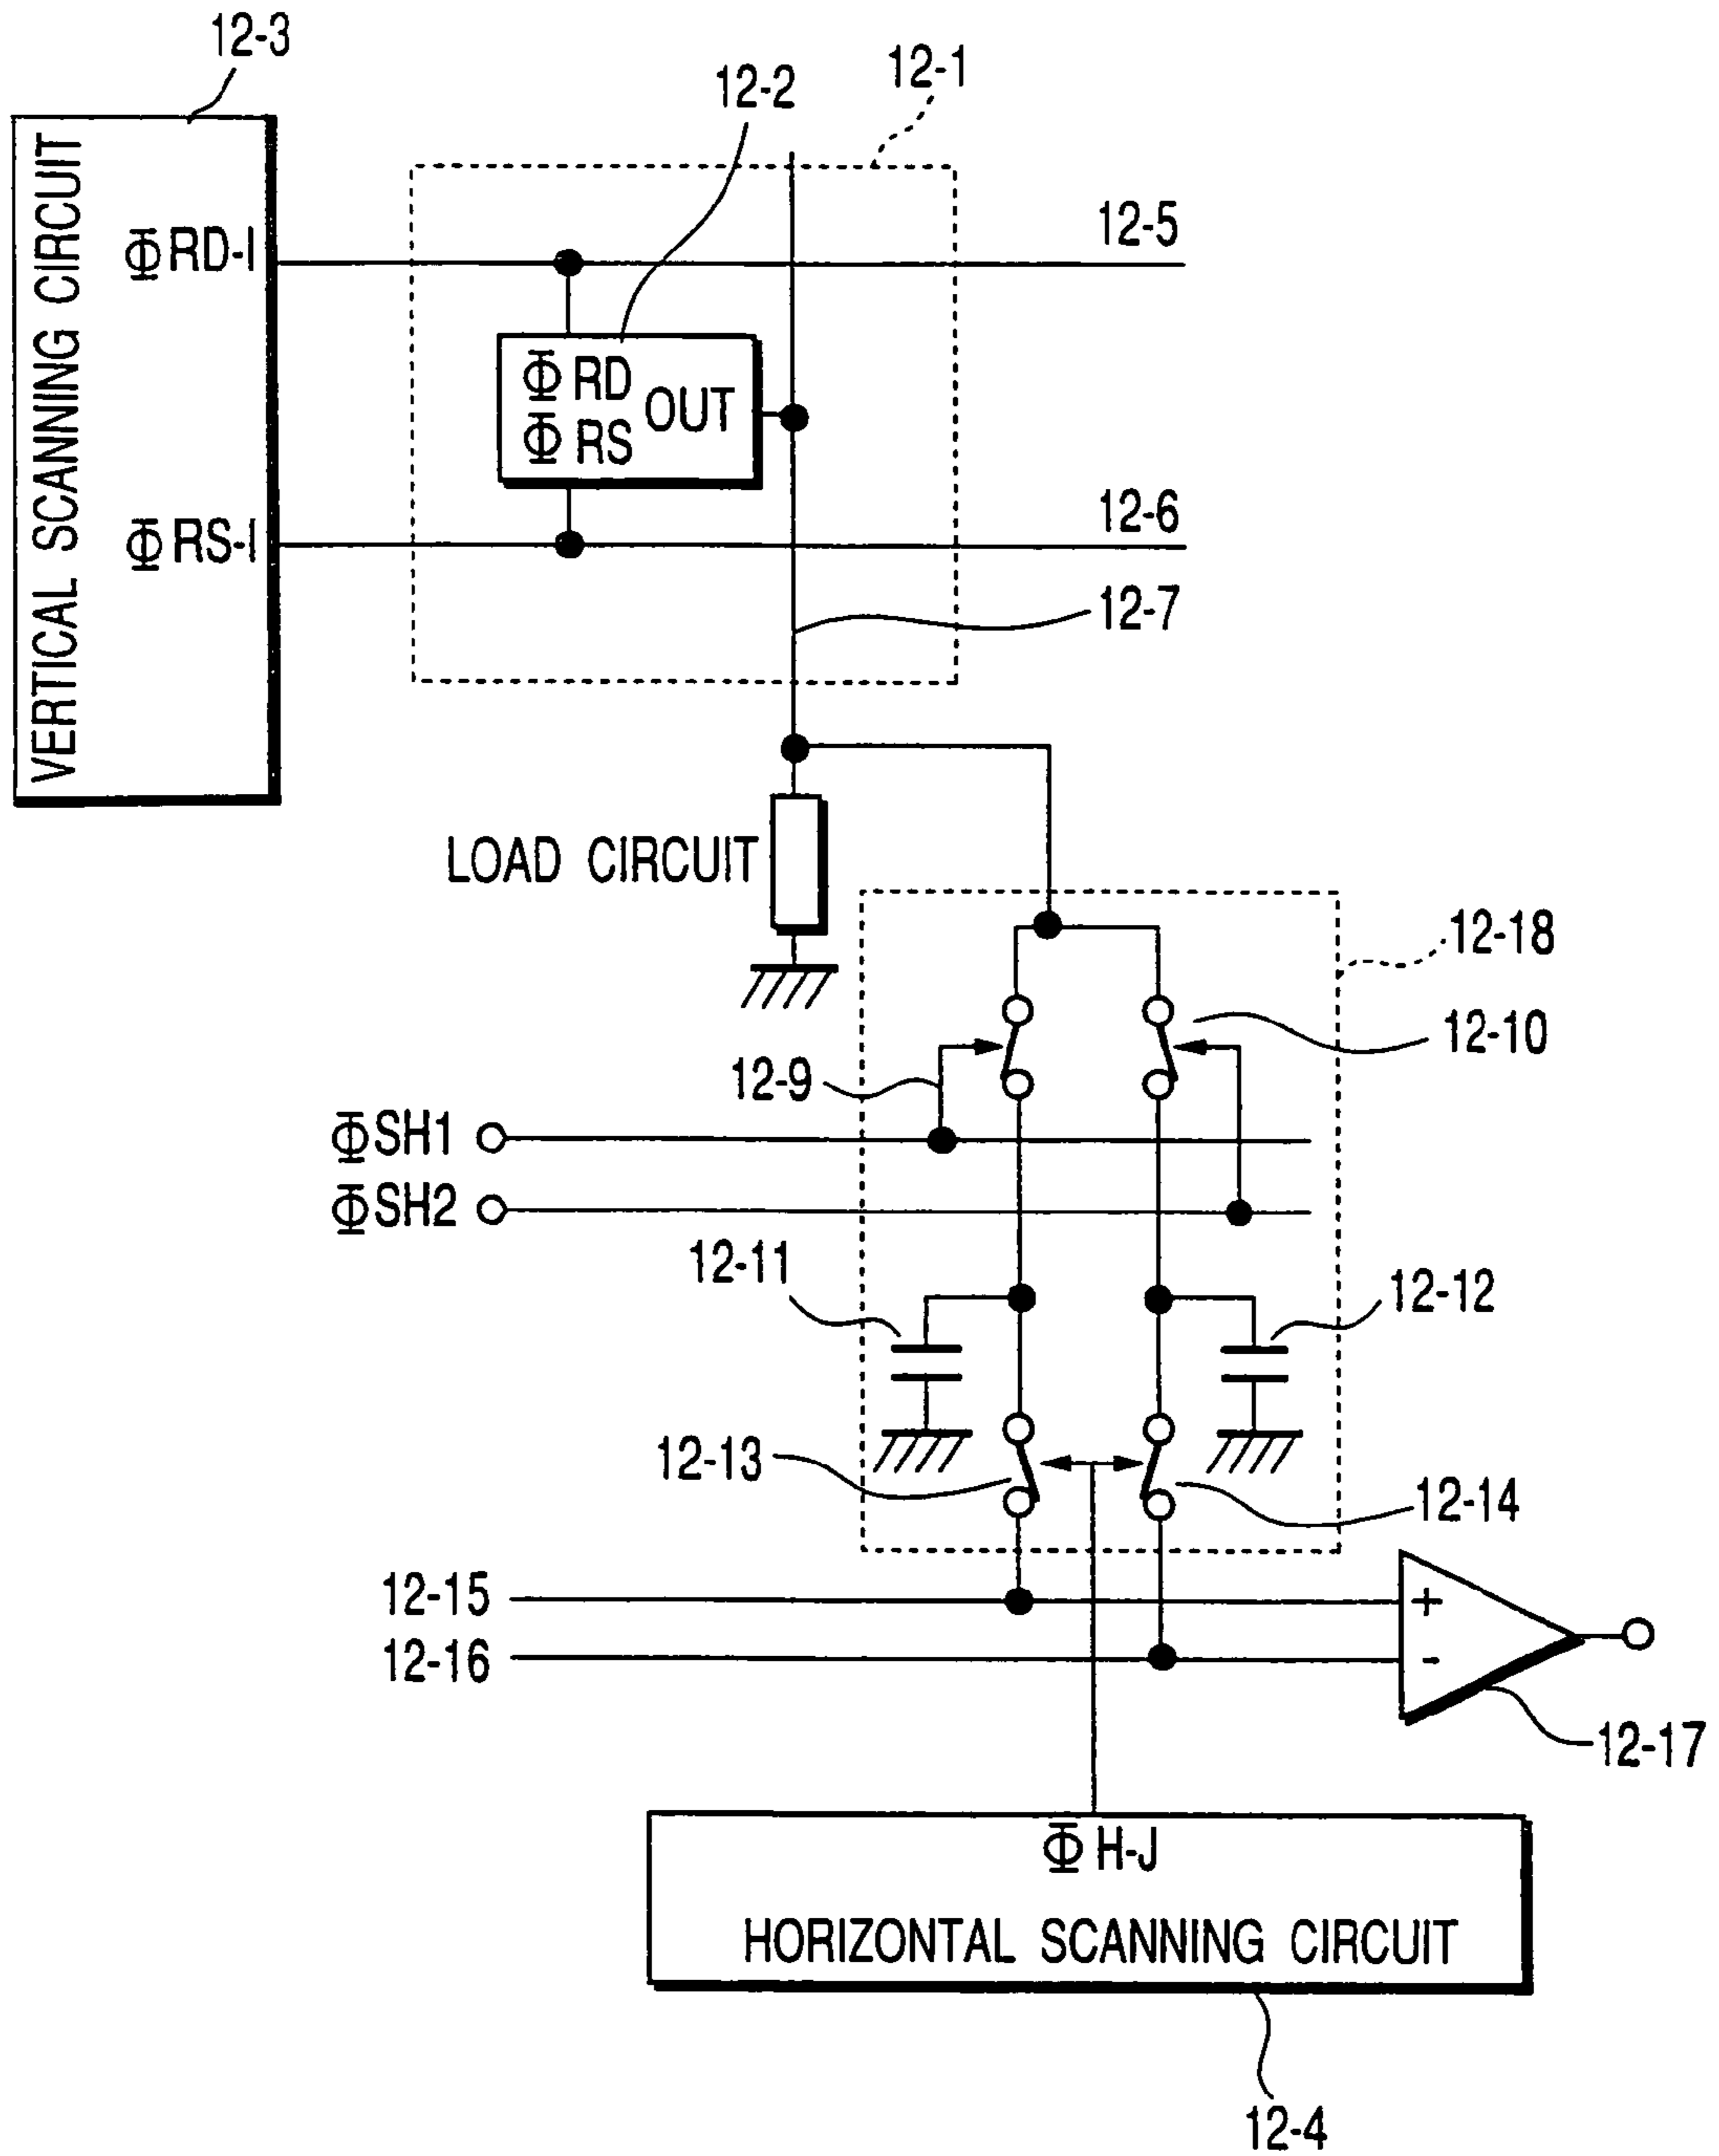 12-3
12-2
12-1
VERTICAL SCANNING CIRCUIT
ΦRD-I
12-5
ΦRD
ΦRS
OUT
ΦRS-I
12-6
12-7
LOAD CIRCUIT
12-18
12-10
12-9
ΦSH1
ΦSH2
12-11
12-12
12-13
12-14
12-15
+
12-16
-
12-17
ΦH-J
HORIZONTAL SCANNING CIRCUIT
12-4